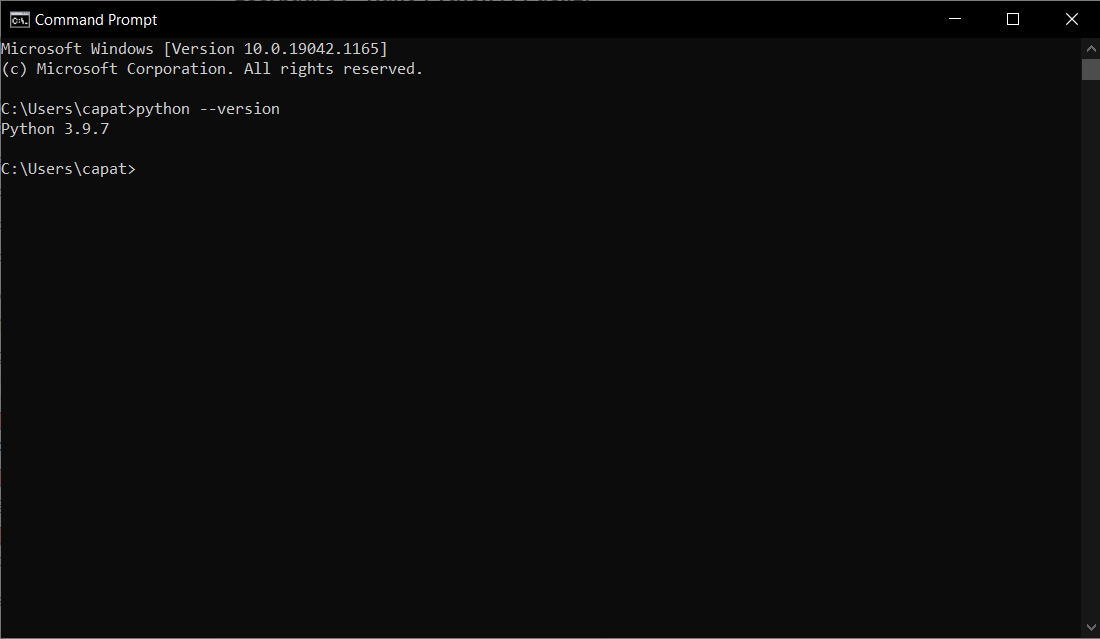 Command Prompt
Microsoft Windows [Version 10.0.19042.1165]
(c) Microsoft Corporation. All rights reserved.
C:\Users\capat>python --version
Python 3.9.7
C:\Users\capat>